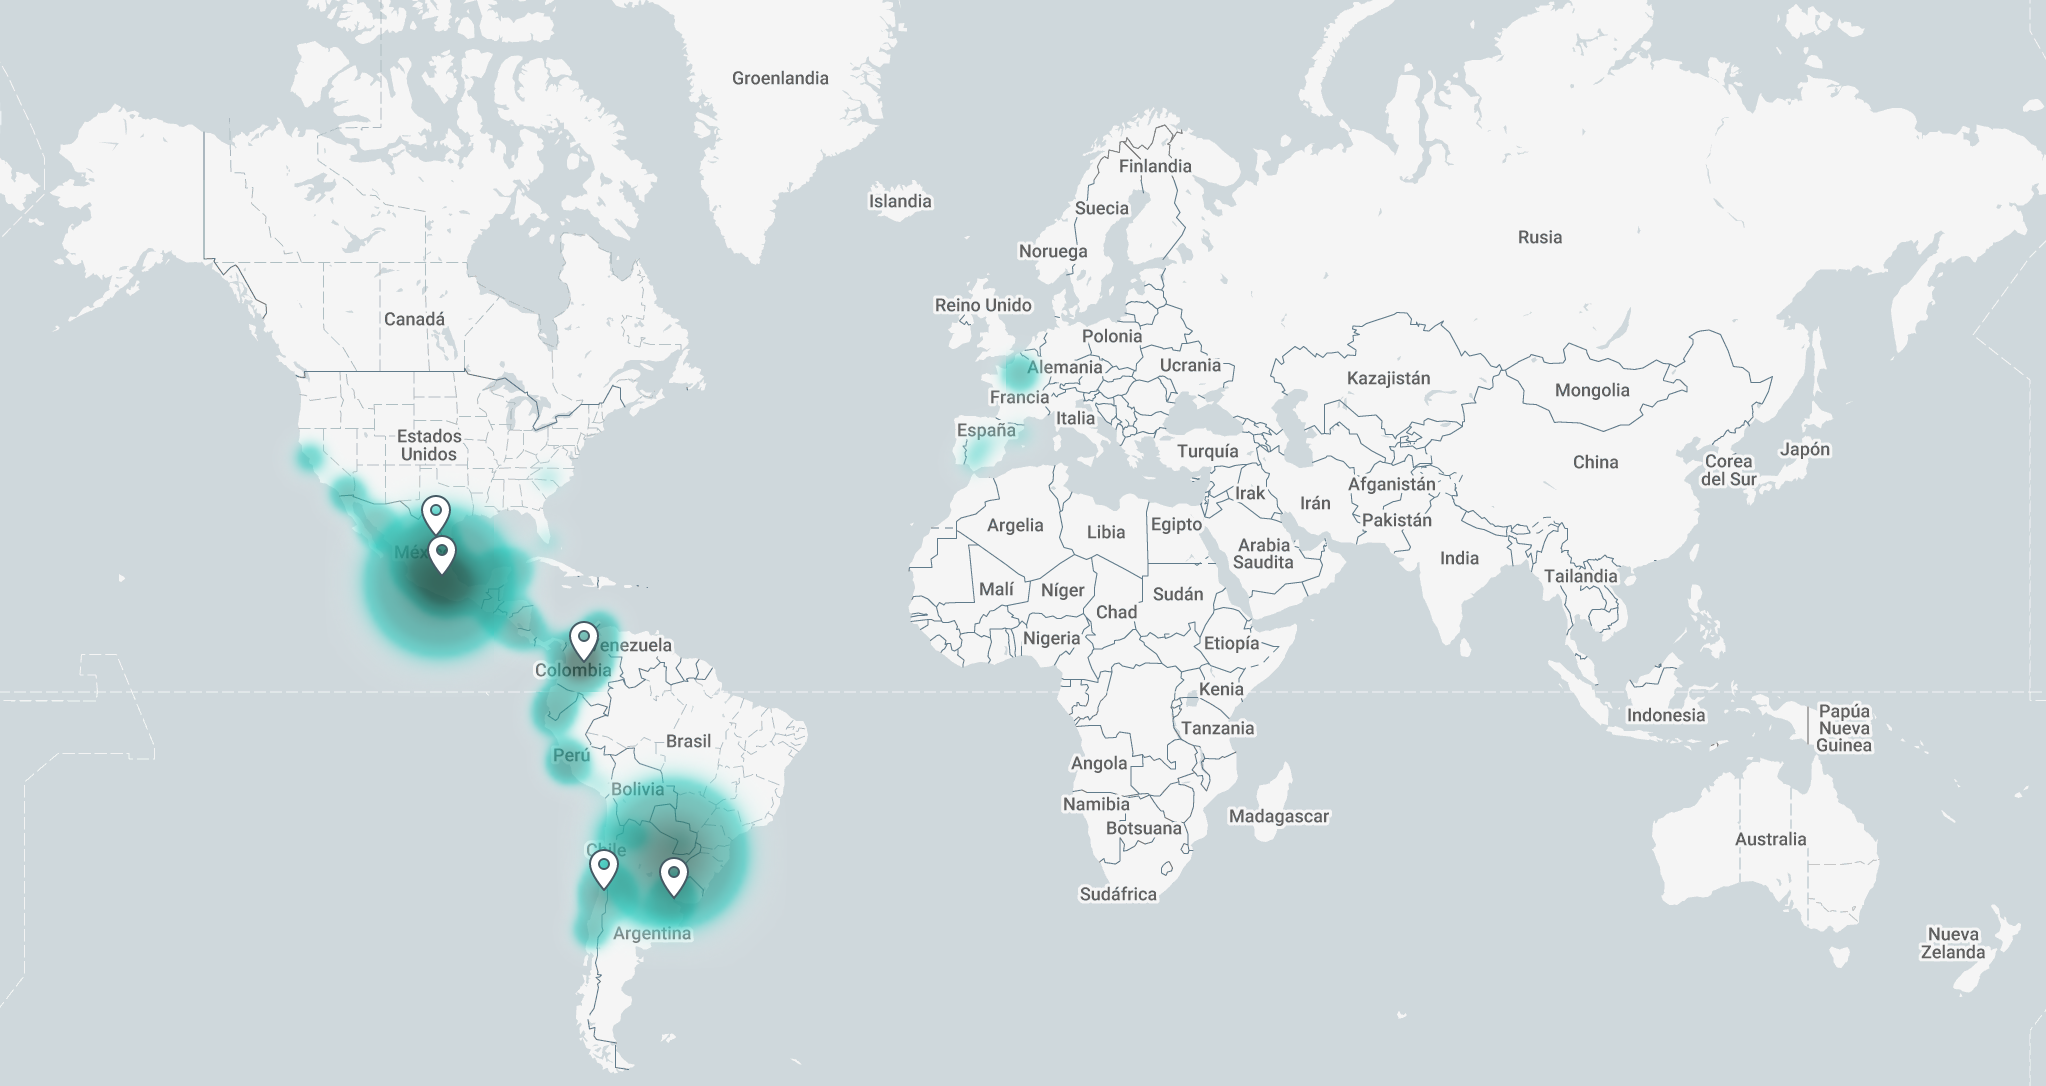 Groenlandia
Finlandia
Islandia
Suecia
Rusia
Noruega
Reino Unido
Canadá
Polonia
Alemania
Ucrania
Kazajistán
Mongolia
Francia
Italia
España
Estados
Unidos
Turquía
China
Japón
Corea
del Sur
Irak
Irán
Afganistán
Pakistán
Argelia
Libia
Egipto
Arabia
Saudita
India
Méx
Tailandia
Malí
Níger
Sudán
Chad
Nigeria
Etiopía
enezuela
Colombia
Kenia
Indonesia
Papúa
Nueva
Guinea
Tanzania
Brasil
Perú
Angola
Bolivia
Namibia
Madagascar
Botsuana
Australia
Chile
Sudáfrica
Argentina
Nueva
Zelanda